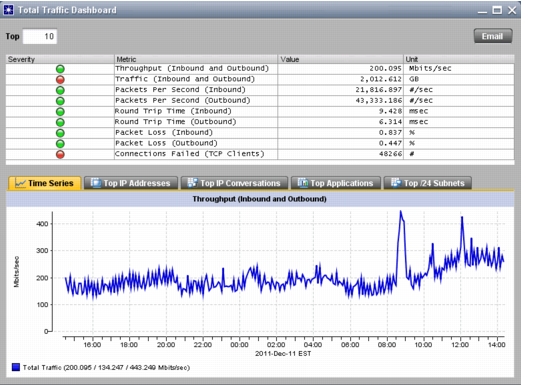 Total Traffic Dashboard
Top 10 Email
Severity Metric Value Unit
Throughput (Inbound and Outbound) 200.095 Mbits/sec
Traffic (Inbound and Outbound) 2,012.612 GB
Packets Per Second (Inbound) 21,816.897 #/sec
Packets Per Second (Outbound) 43,333.186 #/sec
Round Trip Time (Inbound) 9.428 msec
Round Trip Time (Outbound) 6.314 msec
Packet Loss (Inbound) 0.837 %
Packet Loss (Outbound) 0.447 %
Connections Failed (TCP Clients) 48266 #
Time Series Top IP Addresses Top IP Conversations Top Applications Top /24 Subnets
Throughput (Inbound and Outbound)
Mbits/sec
400
300
200
100
0
16:00 18:00 20:00 22:00 00:00 02:00 04:00 06:00 08:00 10:00 12:00 14:00
2011-Dec-11 EST
Total Traffic (200.095 / 134.247 / 443.249 Mbits/sec)